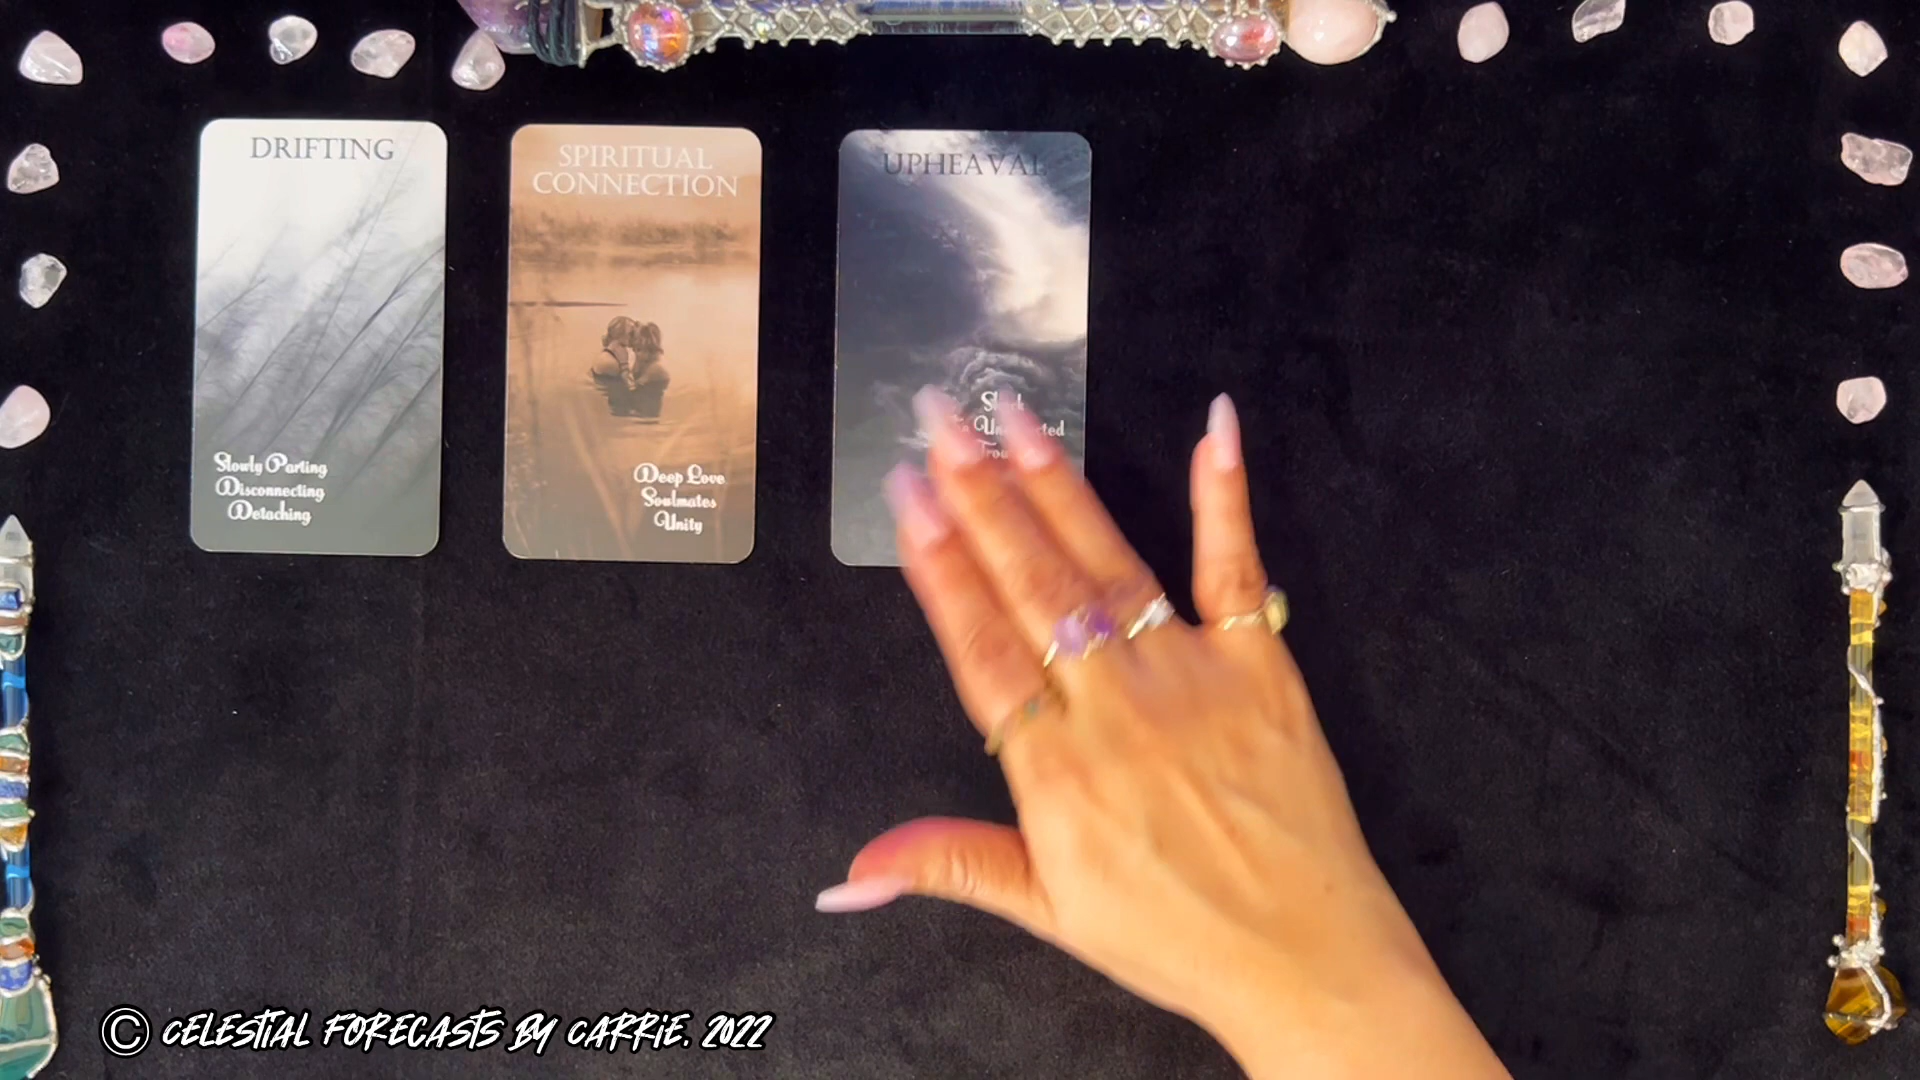 DRIFTING
Slowly Parting
Disconnecting
Detaching
SPIRITUAL
CONNECTION
Deep Love
Soulmates
Unity
UPHEAVAL
© CELESTIAL FORECASTS BY CARRIE. 2022